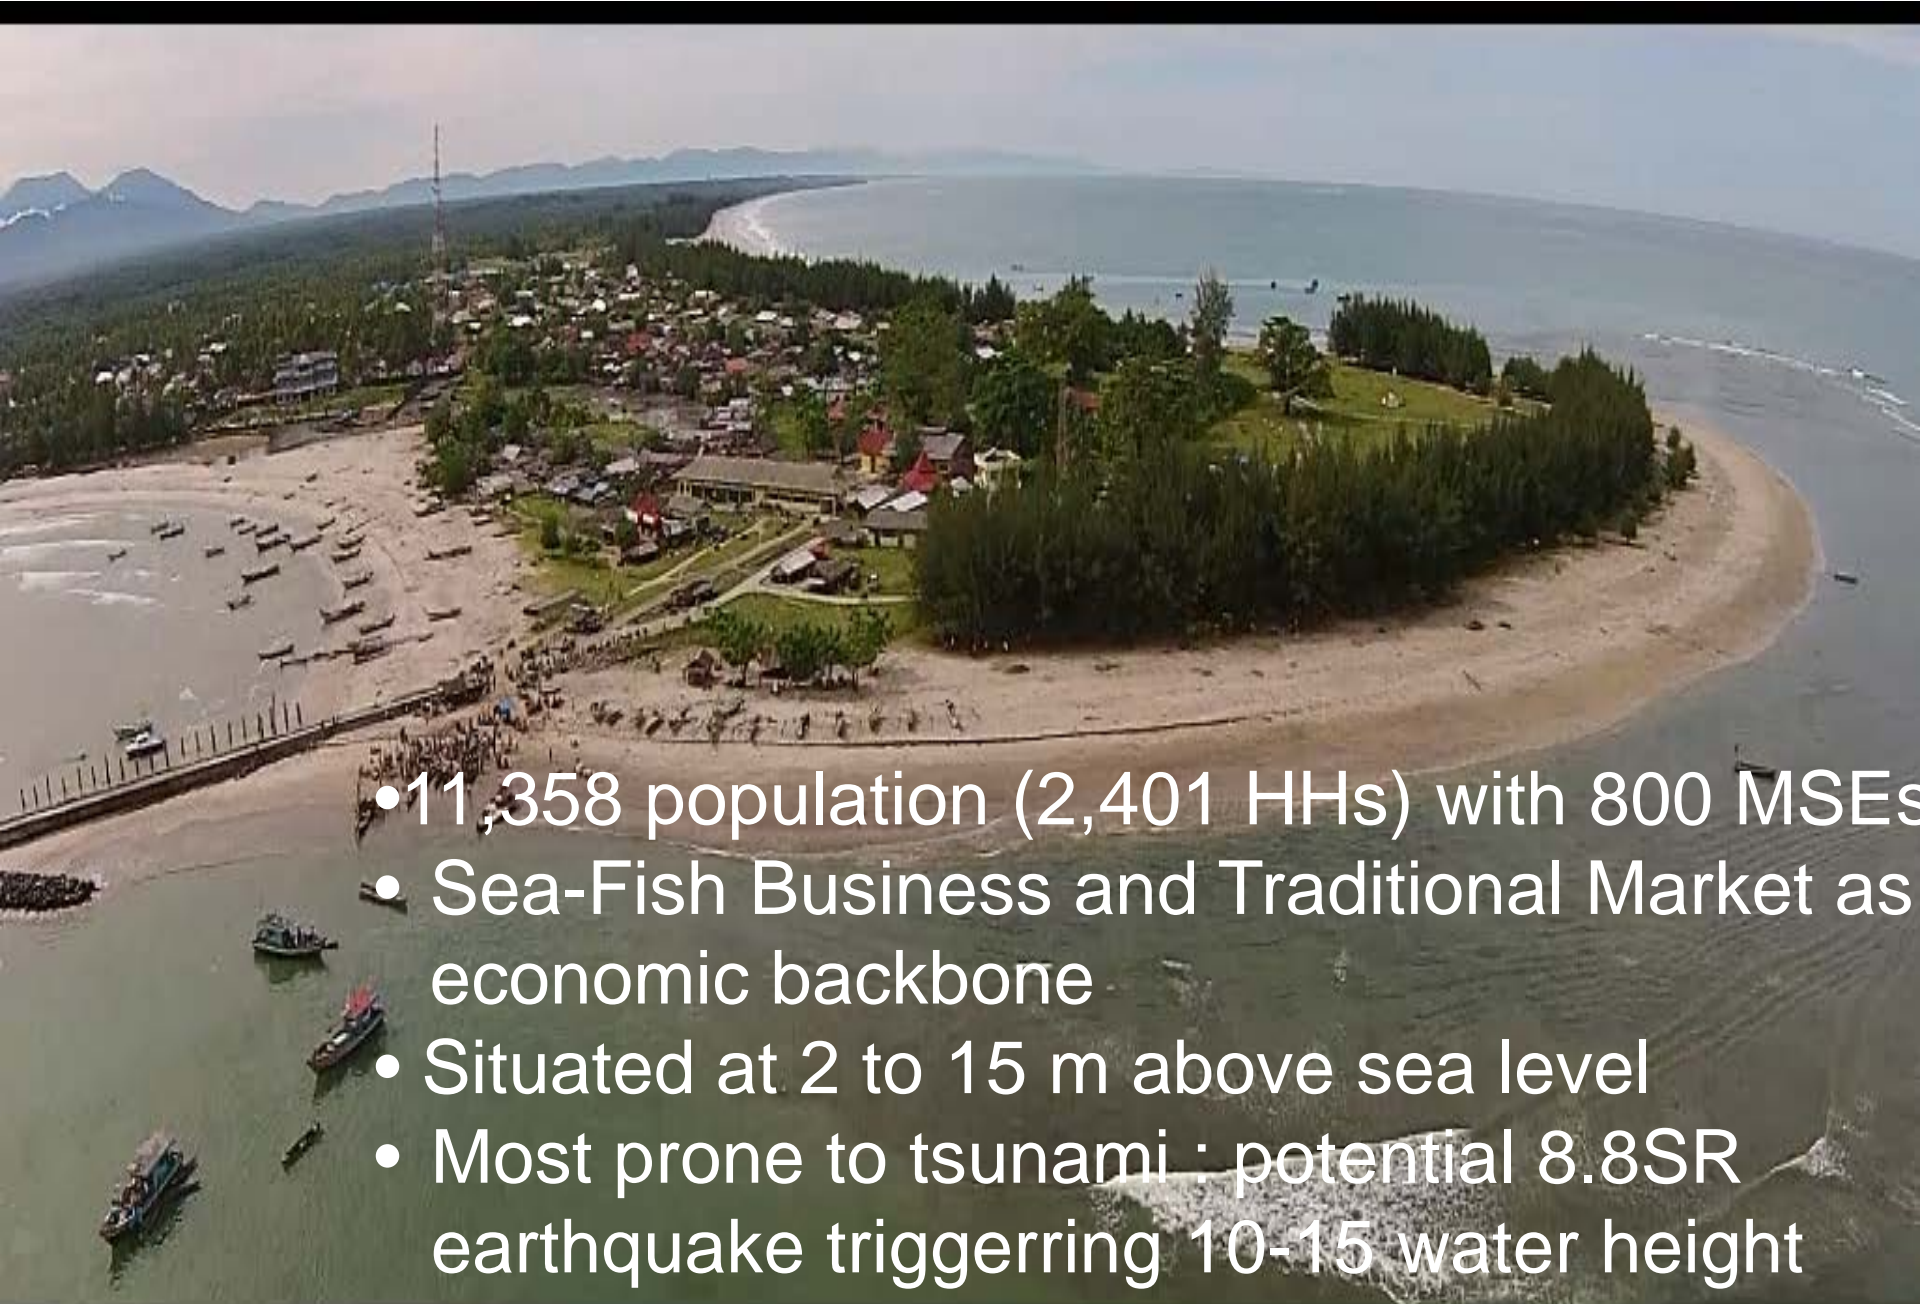 •11,358 population (2,401 HHs) with 800 MSEs
• Sea-Fish Business and Traditional Market as
economic backbone
• Situated at 2 to 15 m above sea level
• Most prone to tsunami : potential 8.8SR
earthquake triggerring 10-15 water height